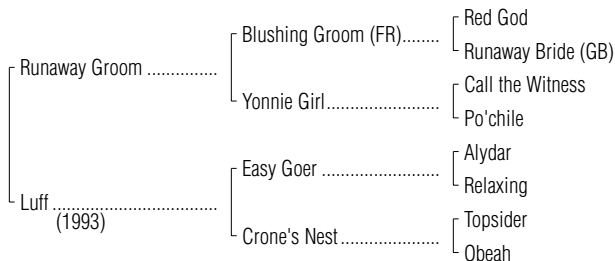 Red God
Blushing Groom (FR)........
Runaway Bride (GB)
Runaway Groom ...............
Call the Witness
Yonnie Girl........................
Po'chile
Alydar
Easy Goer .........................
Relaxing
Luff ...................................
(1993)
Topsider
Crone's Nest.....................
Obeah